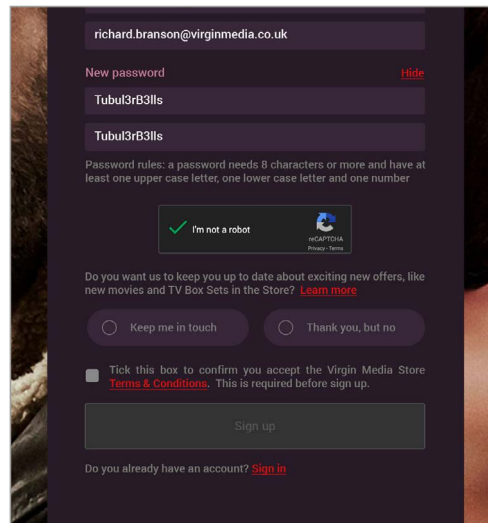 richard.branson@virginmedia.co.uk
New password Hide
Tubul3rB3lls
Tubul3rB3lls
Password rules: a password needs 8 characters or more and have at
least one upper case letter, one lower case letter and one number
I'm not a robot
reCAPTCHA
Privacy - Terms
Do you want us to keep you up to date about exciting new offers, like
new movies and TV Box Sets in the Store? Learn more
Keep me in touch
Thank you, but no
Tick this box to confirm you accept the Virgin Media Store
Terms & Conditions. This is required before sign up.
Sign up
Do you already have an account? Sign in